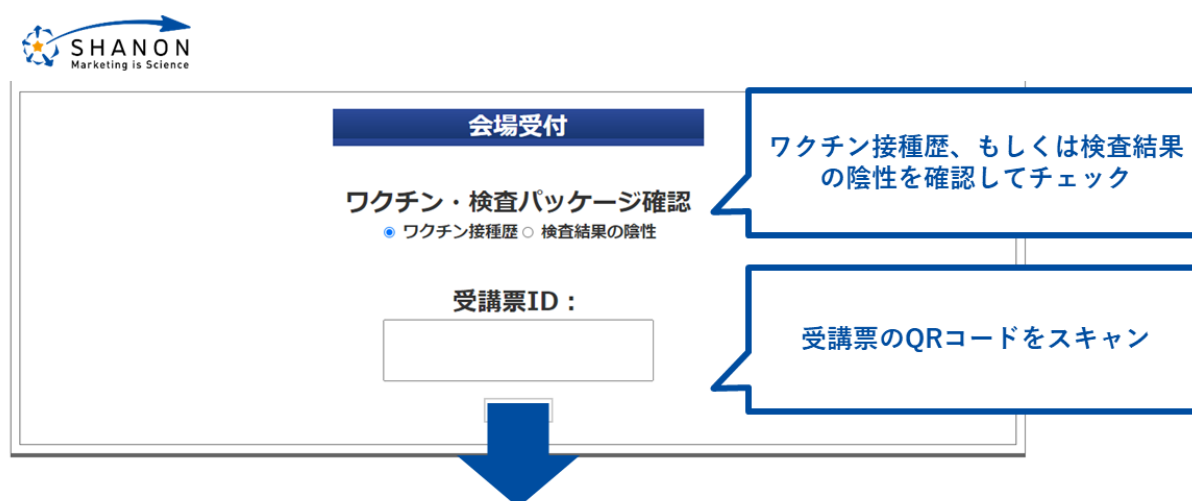 SHANON
Marketing is Science
会場受付
ワクチン・検査パッケージ確認
ワクチン接種歴 検査結果の陰性
受講票ID：
ワクチン接種歴、もしくは検査結果
の陰性を確認してチェック
受講票のQRコードをスキャン